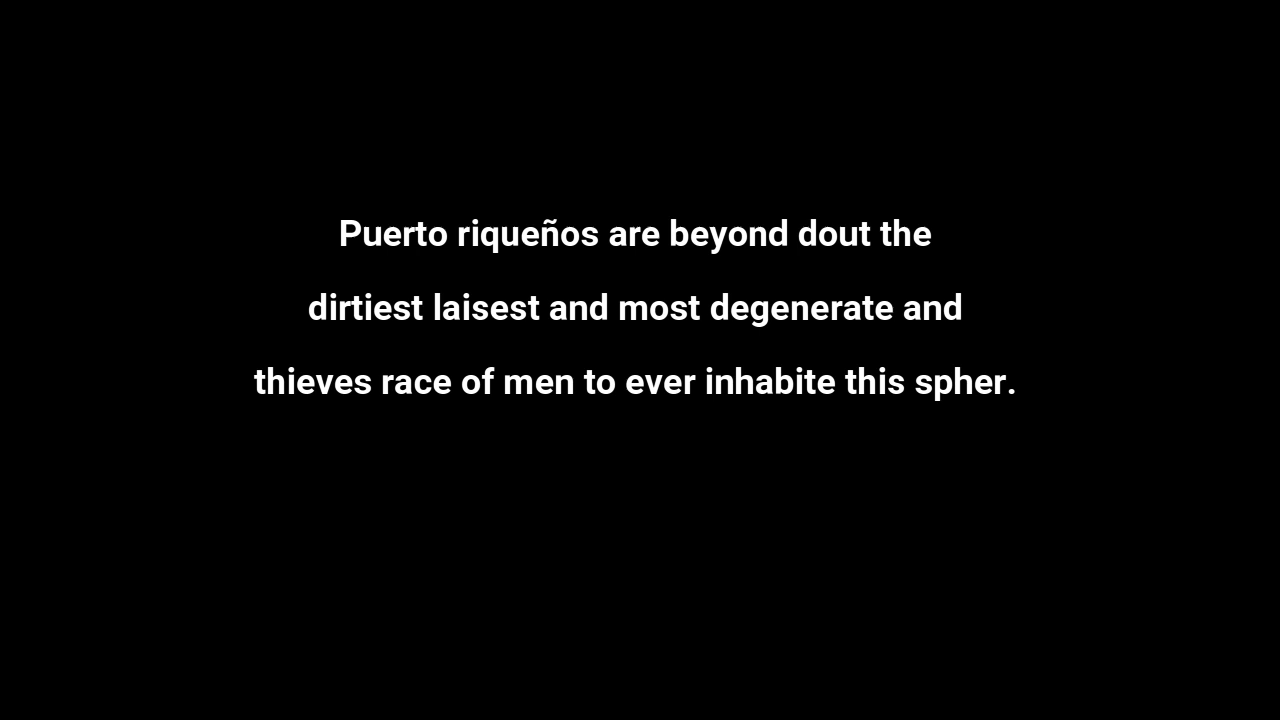 Puerto riqueños are beyond dout the
dirtiest laisest and most degenerate and
thieves race of men to ever inhabite this spher.